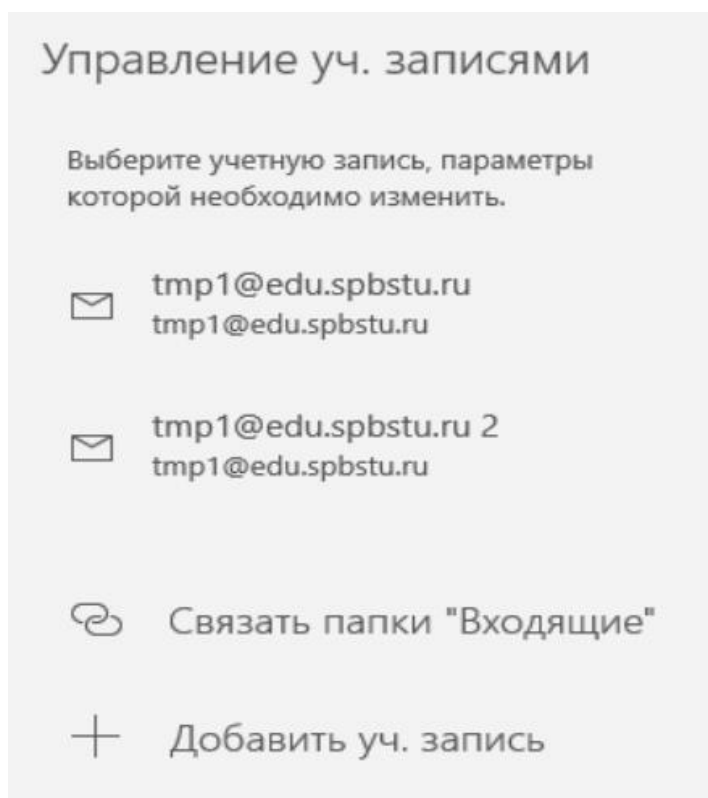 Управление уч. записями
Выберите учетную запись, параметры
которой необходимо изменить.
tmp1@edu.spbstu.ru
tmp1@edu.spbstu.ru
tmp1@edu.spbstu.ru 2
tmp1@edu.spbstu.ru
Связать папки "Входящие"
Добавить уч. запись